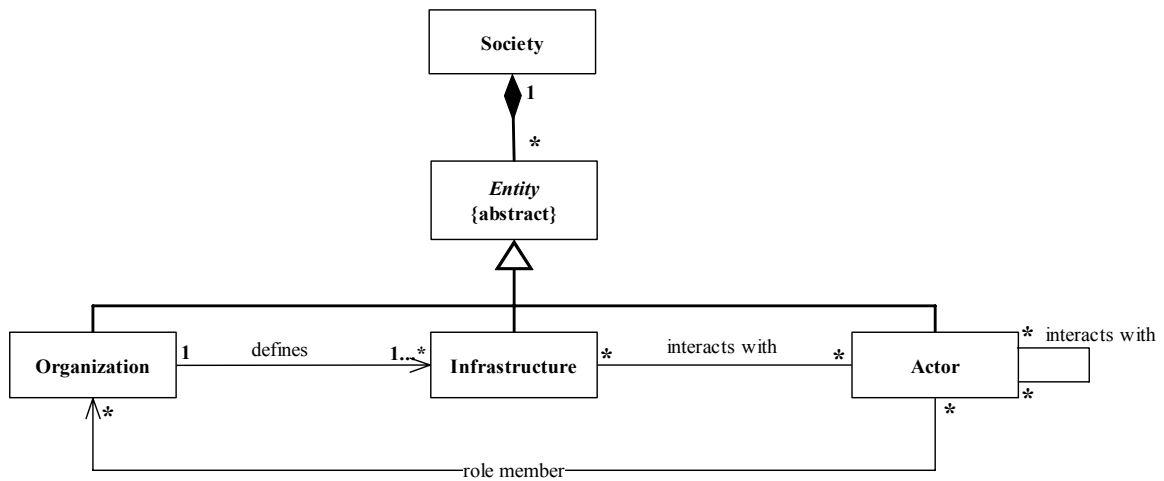 Society
1
*
Entity
{abstract}
Organization
1
defines
1...*
Infrastructure
*
interacts with
*
Actor
*
interacts with
*
*
*
role member